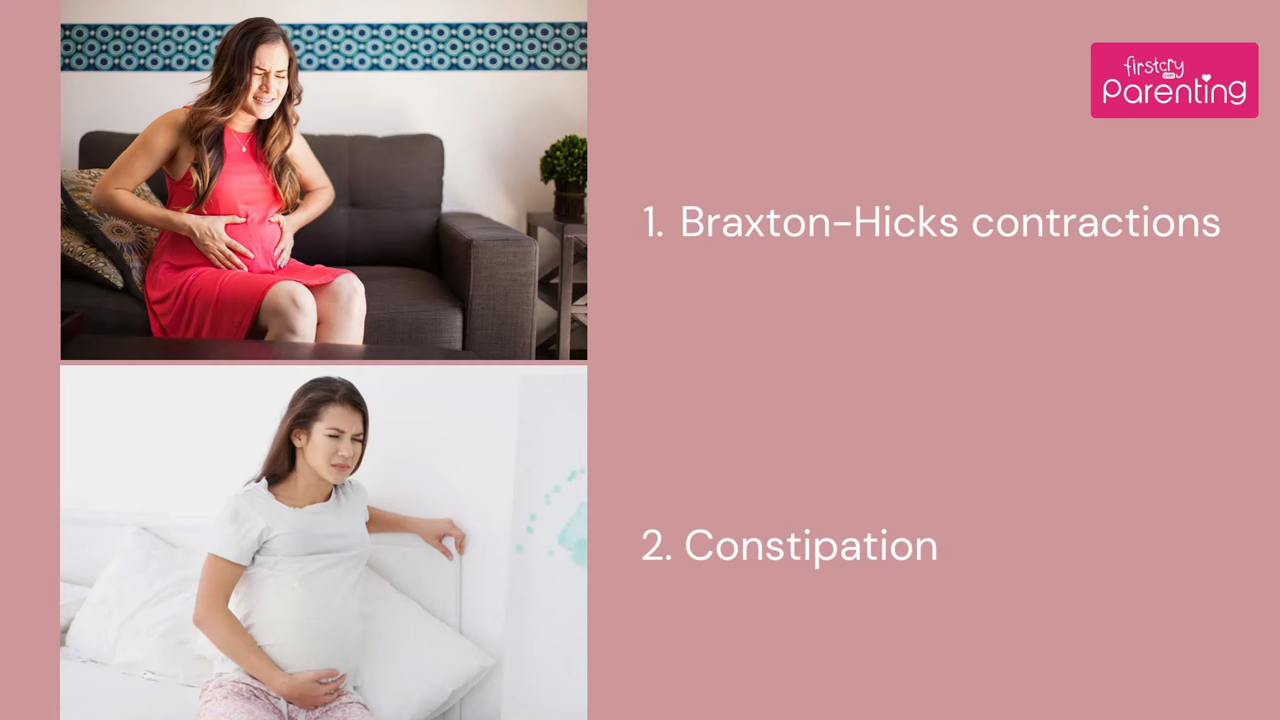 firstcry
.com
Parenting
1. Braxton-Hicks contractions
2. Constipation